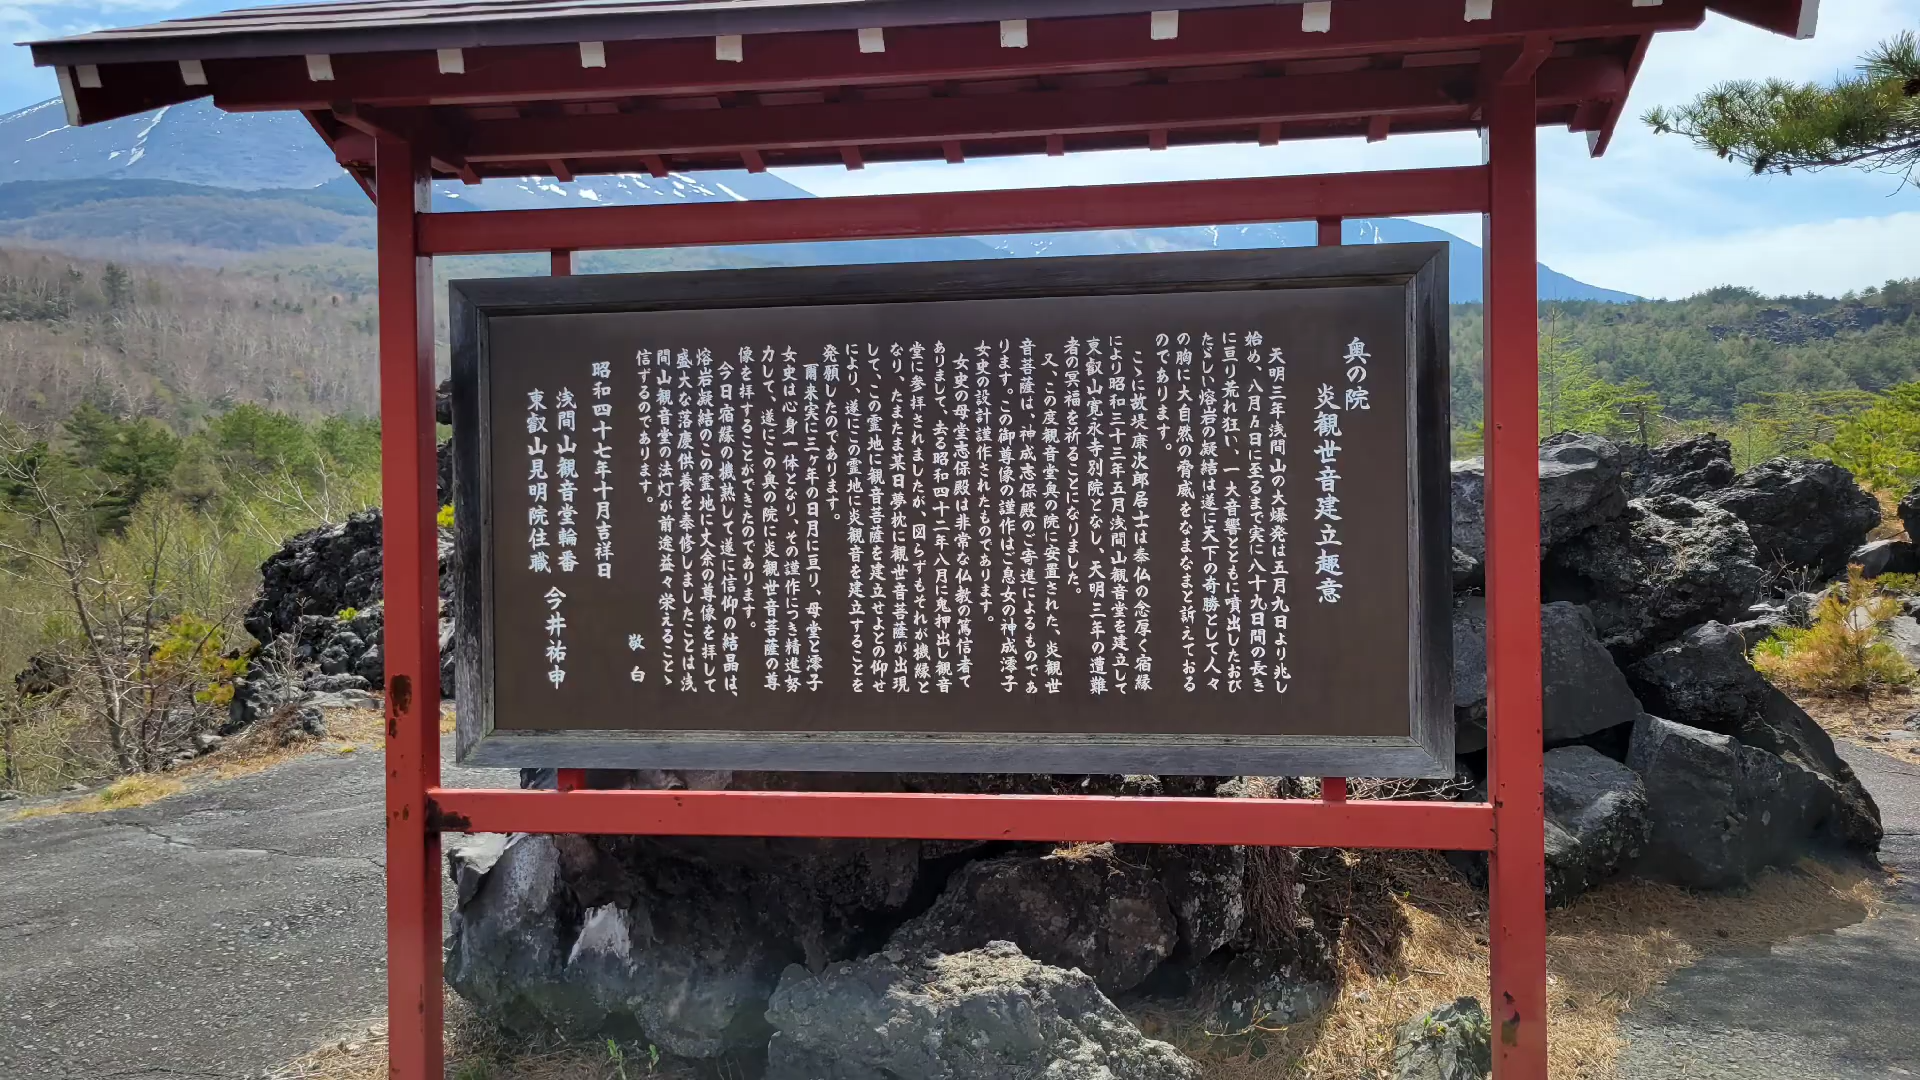 奥の院
炎観世音建立趣意
天明三年浅間山の大爆発は五月九日より兆し
始め、八月五日に至るまで実に八十九日間の長き
に亘り荒れ狂い、一大音響とともに噴出したおび
たゞしい熔岩の凝結は遂に天下の奇勝として人々
の胸に大自然の脅威をなまなまと訴えておる
のであります。
こゝに故堤康次郎居士は奉仏の念厚く宿縁
により昭和三十三年五月浅間山観音堂を建立して
東叡山寛永寺別院となし、天明三年の遭難
者の冥福を祈ることになりました。
又、この度観音堂奥の院に安置された、炎観世
音菩薩は、神成志保殿のご寄進によるものであ
ります。この御尊像の謹作はご息女の神成澪子
女史の設計謹作されたものであります。
女史の母堂志保殿は非常な仏教の篤信者で
ありまして、去る昭和四十二年八月に鬼押出し観音
堂に参拝されましたが、図らずもそれが機縁と
なり、たまたま某日夢枕に観世音菩薩が出現
して、この霊地に観音菩薩を建立せよとの仰せ
により、遂にこの霊地に炎観音を建立することを
発願したのであります。
爾来実に三ケ年の日月に亘り、母堂と澪子
女史は心身一体となり、その謹作につき精進努
力して、遂にこの奥の院に炎観世音菩薩の尊
像を拝することができたのであります。
今日宿縁の機熟して遂に信仰の結晶は、
熔岩凝結のこの霊地に丈余の尊像を拝して
盛大な落慶供養を奉修しましたことは浅
間山観音堂の法灯が前途益々栄えることゝ
信ずるのであります。
敬白
昭和四十七年十月吉祥日
浅間山観音堂輪番
東叡山見明院住職 今井祐申